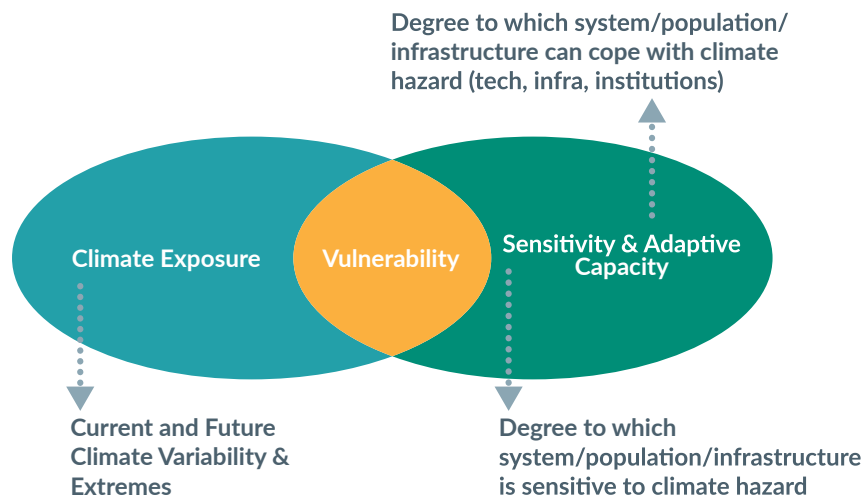 Degree to which system/population/
infrastructure can cope with climate
hazard (tech, infra, institutions)
Climate Exposure
Vulnerability
Sensitivity & Adaptive
Capacity
Current and Future
Climate Variability &
Extremes
Degree to which
system/population/infrastructure
is sensitive to climate hazard